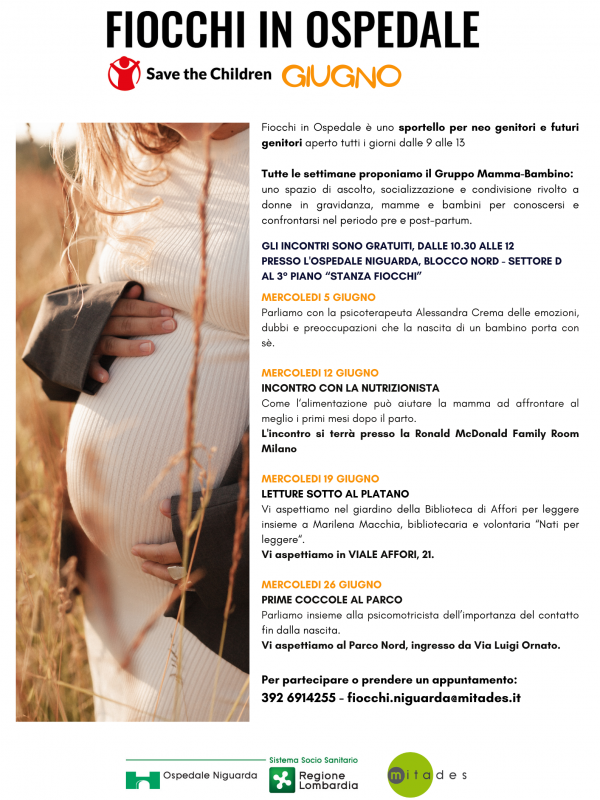 FIOCCHI IN OSPEDALE
Save the Children GIUGNO
Fiocchi in Ospedale è uno sportello per neo genitori e futuri
genitori aperto tutti i giorni dalle 9 alle 13
Tutte le settimane proponiamo il Gruppo Mamma-Bambino:
uno spazio di ascolto, socializzazione e condivisione rivolto a
donne in gravidanza, mamme e bambini per conoscersi e
confrontarsi nel periodo pre e post-partum.
GLI INCONTRI SONO GRATUITI, DALLE 10.30 ALLE 12
PRESSO L'OSPEDALE NIGUARDA, BLOCCO NORD - SETTORE D
AL 3° PIANO “STANZA FIOCCHI”
MERCOLEDI 5 GIUGNO
Parliamo con la psicoterapeuta Alessandra Crema delle emozioni,
dubbi e preoccupazioni che la nascita di un bambino porta con
sè.
MERCOLEDI 12 GIUGNO
INCONTRO CON LA NUTRIZIONISTA
Come l’alimentazione può aiutare la mamma ad affrontare al
meglio i primi mesi dopo il parto.
L'incontro si terrà presso la Ronald McDonald Family Room
Milano
MERCOLEDI 19 GIUGNO
LETTURE SOTTO AL PLATANO
Vi aspettiamo nel giardino della Biblioteca di Affori per leggere
insieme a Marilena Macchia, bibliotecaria e volontaria “Nati per
leggere”.
Vi aspettiamo in VIALE AFFORI, 21.
MERCOLEDI 26 GIUGNO
PRIME COCCOLE AL PARCO
Parliamo insieme alla psicomotricista dell’importanza del contatto
fin dalla nascita.
Vi aspettiamo al Parco Nord, ingresso da Via Luigi Ornato.
Per partecipare o prendere un appuntamento:
392 6914255 - fiocchi.niguarda@mitades.it
Sistema Socio Sanitario
Ospedale Niguarda
Regione
Lombardia
mitades